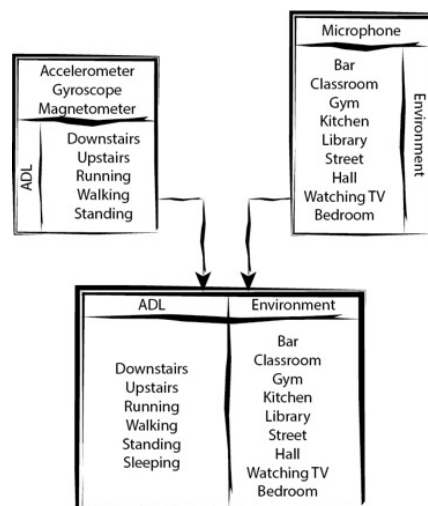 Accelerometer
Gyroscope
Magnetometer
ADL
Downstairs
Upstairs
Running
Walking
Standing
Microphone
Bar
Classroom
Gym
Kitchen
Library
Street
Hall
Watching TV
Bedroom
Environment
ADL
Environment
Downstairs
Upstairs
Running
Walking
Standing
Sleeping
Bar
Classroom
Gym
Kitchen
Library
Street
Hall
Watching TV
Bedroom